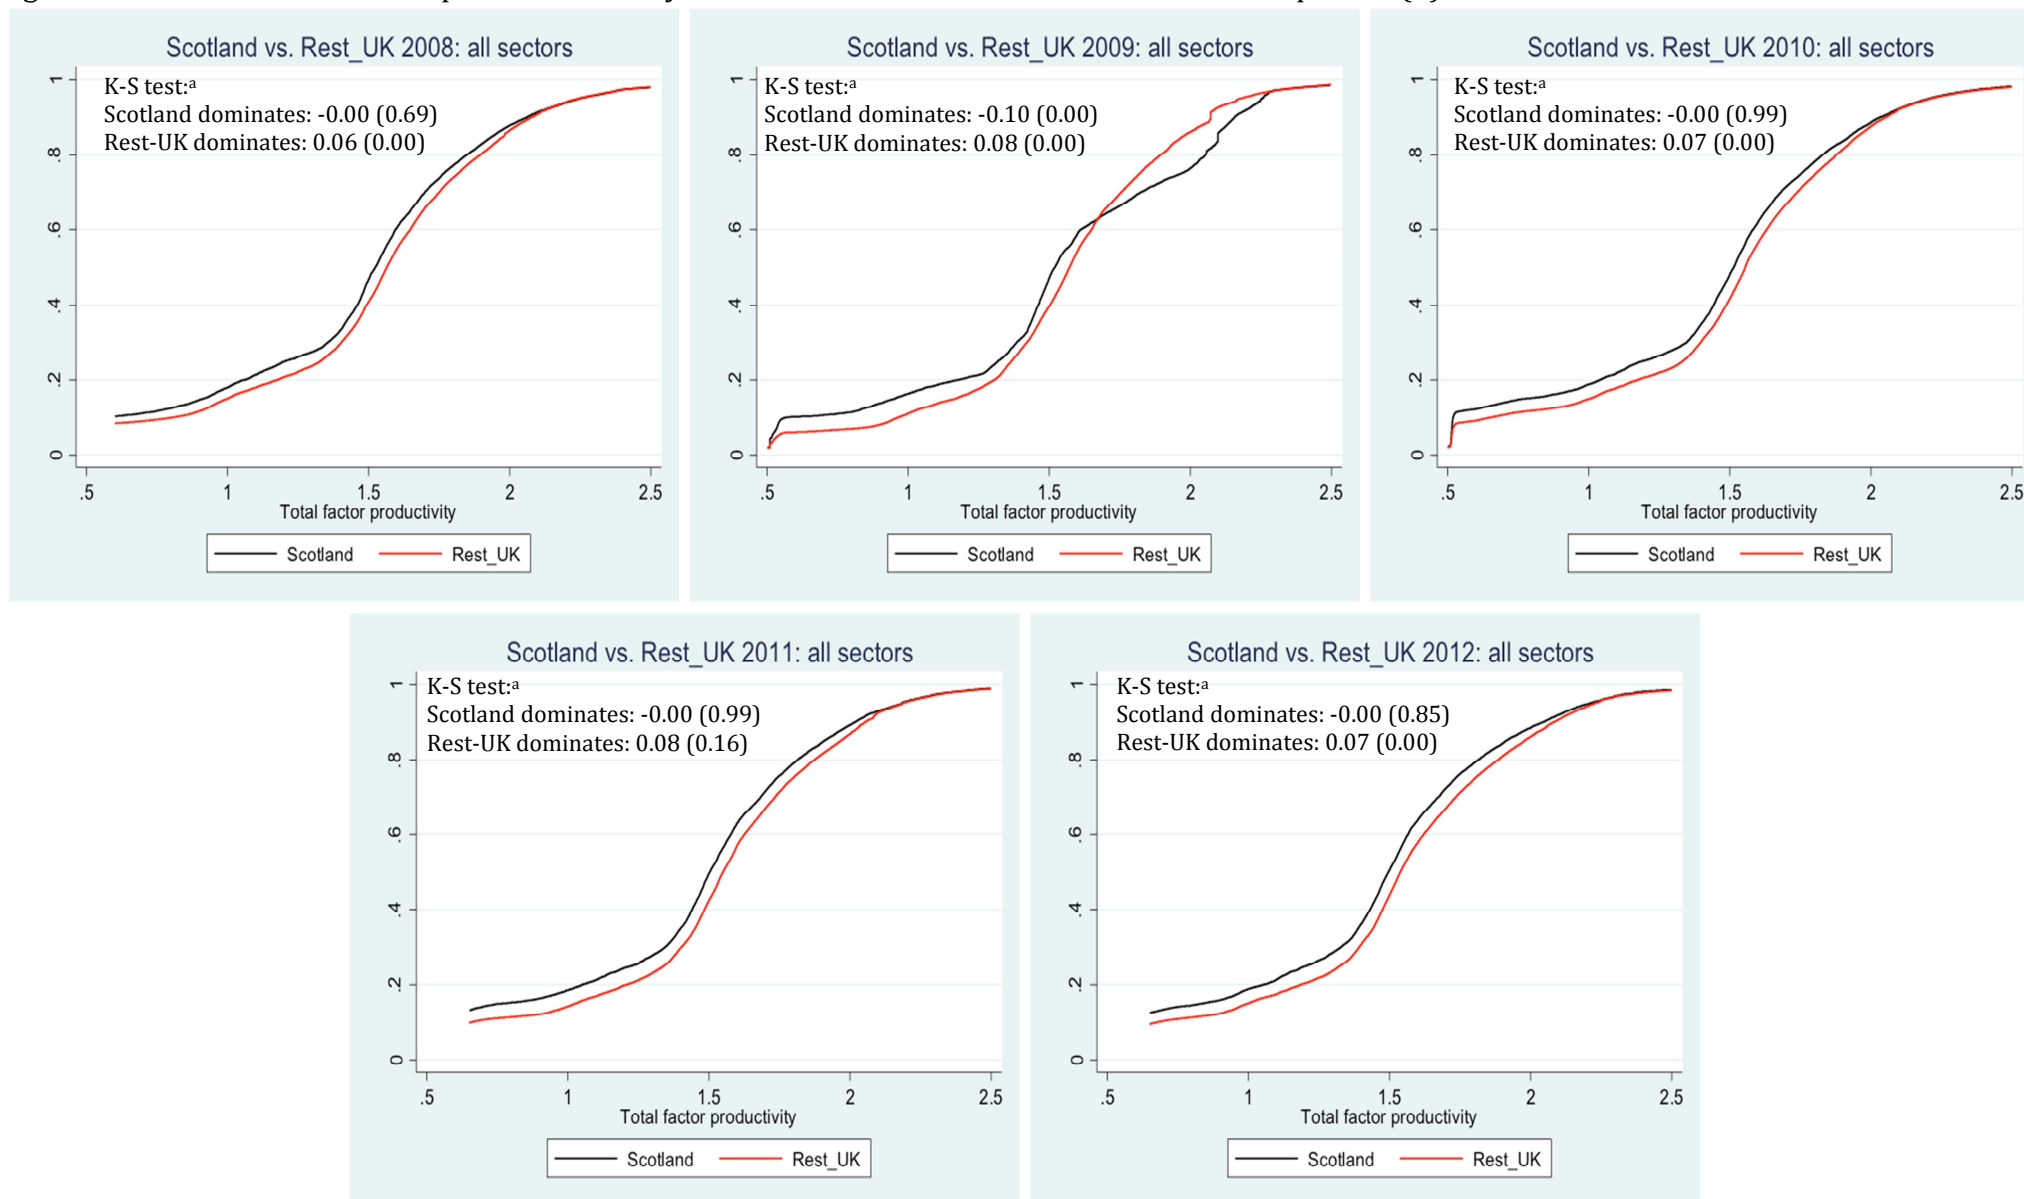 Scotland vs. Rest_UK 2008: all sectors
K-S test:ᵃ
Scotland dominates: -0.00 (0.69)
Rest-UK dominates: 0.06 (0.00)
1
.8
.6
.4
.2
0
.5 1 1.5 2 2.5
Total factor productivity
Scotland Rest_UK
Scotland vs. Rest_UK 2009: all sectors
K-S test:ᵃ
Scotland dominates: -0.10 (0.00)
Rest-UK dominates: 0.08 (0.00)
1
.8
.6
.4
.2
0
.5 1 1.5 2 2.5
Total factor productivity
Scotland Rest_UK
Scotland vs. Rest_UK 2010: all sectors
K-S test:ᵃ
Scotland dominates: -0.00 (0.99)
Rest-UK dominates: 0.07 (0.00)
1
.8
.6
.4
.2
0
.5 1 1.5 2 2.5
Total factor productivity
Scotland Rest_UK
Scotland vs. Rest_UK 2011: all sectors
K-S test:ᵃ
Scotland dominates: -0.00 (0.99)
Rest-UK dominates: 0.08 (0.16)
1
.8
.6
.4
.2
0
.5 1 1.5 2 2.5
Total factor productivity
Scotland Rest_UK
Scotland vs. Rest_UK 2012: all sectors
K-S test:ᵃ
Scotland dominates: -0.00 (0.85)
Rest-UK dominates: 0.07 (0.00)
1
.8
.6
.4
.2
0
.5 1 1.5 2 2.5
Total factor productivity
Scotland Rest_UK